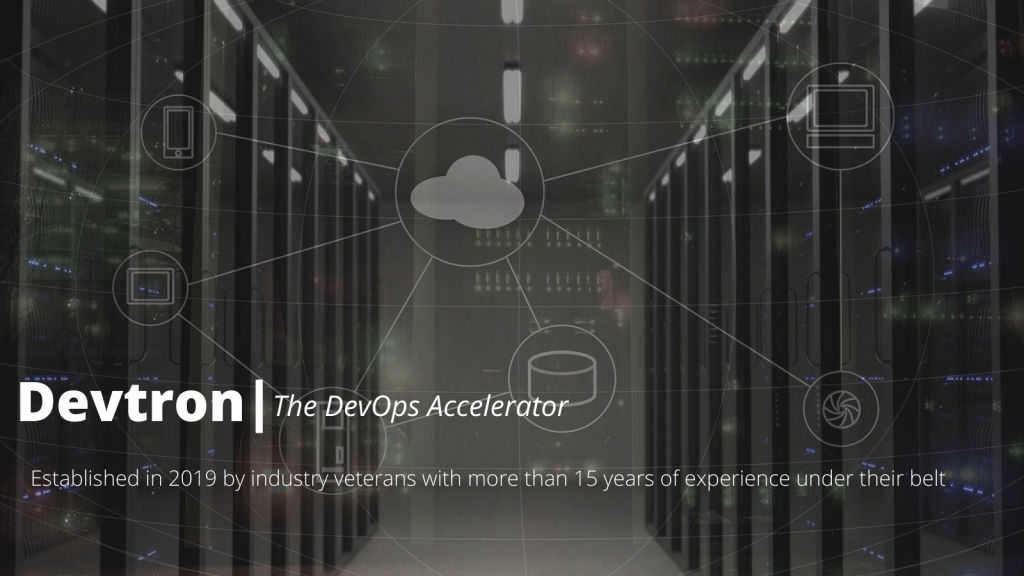 Devtron| The DevOps Accelerator
Established in 2019 by industry veterans with more than 15 years of experience under their belt